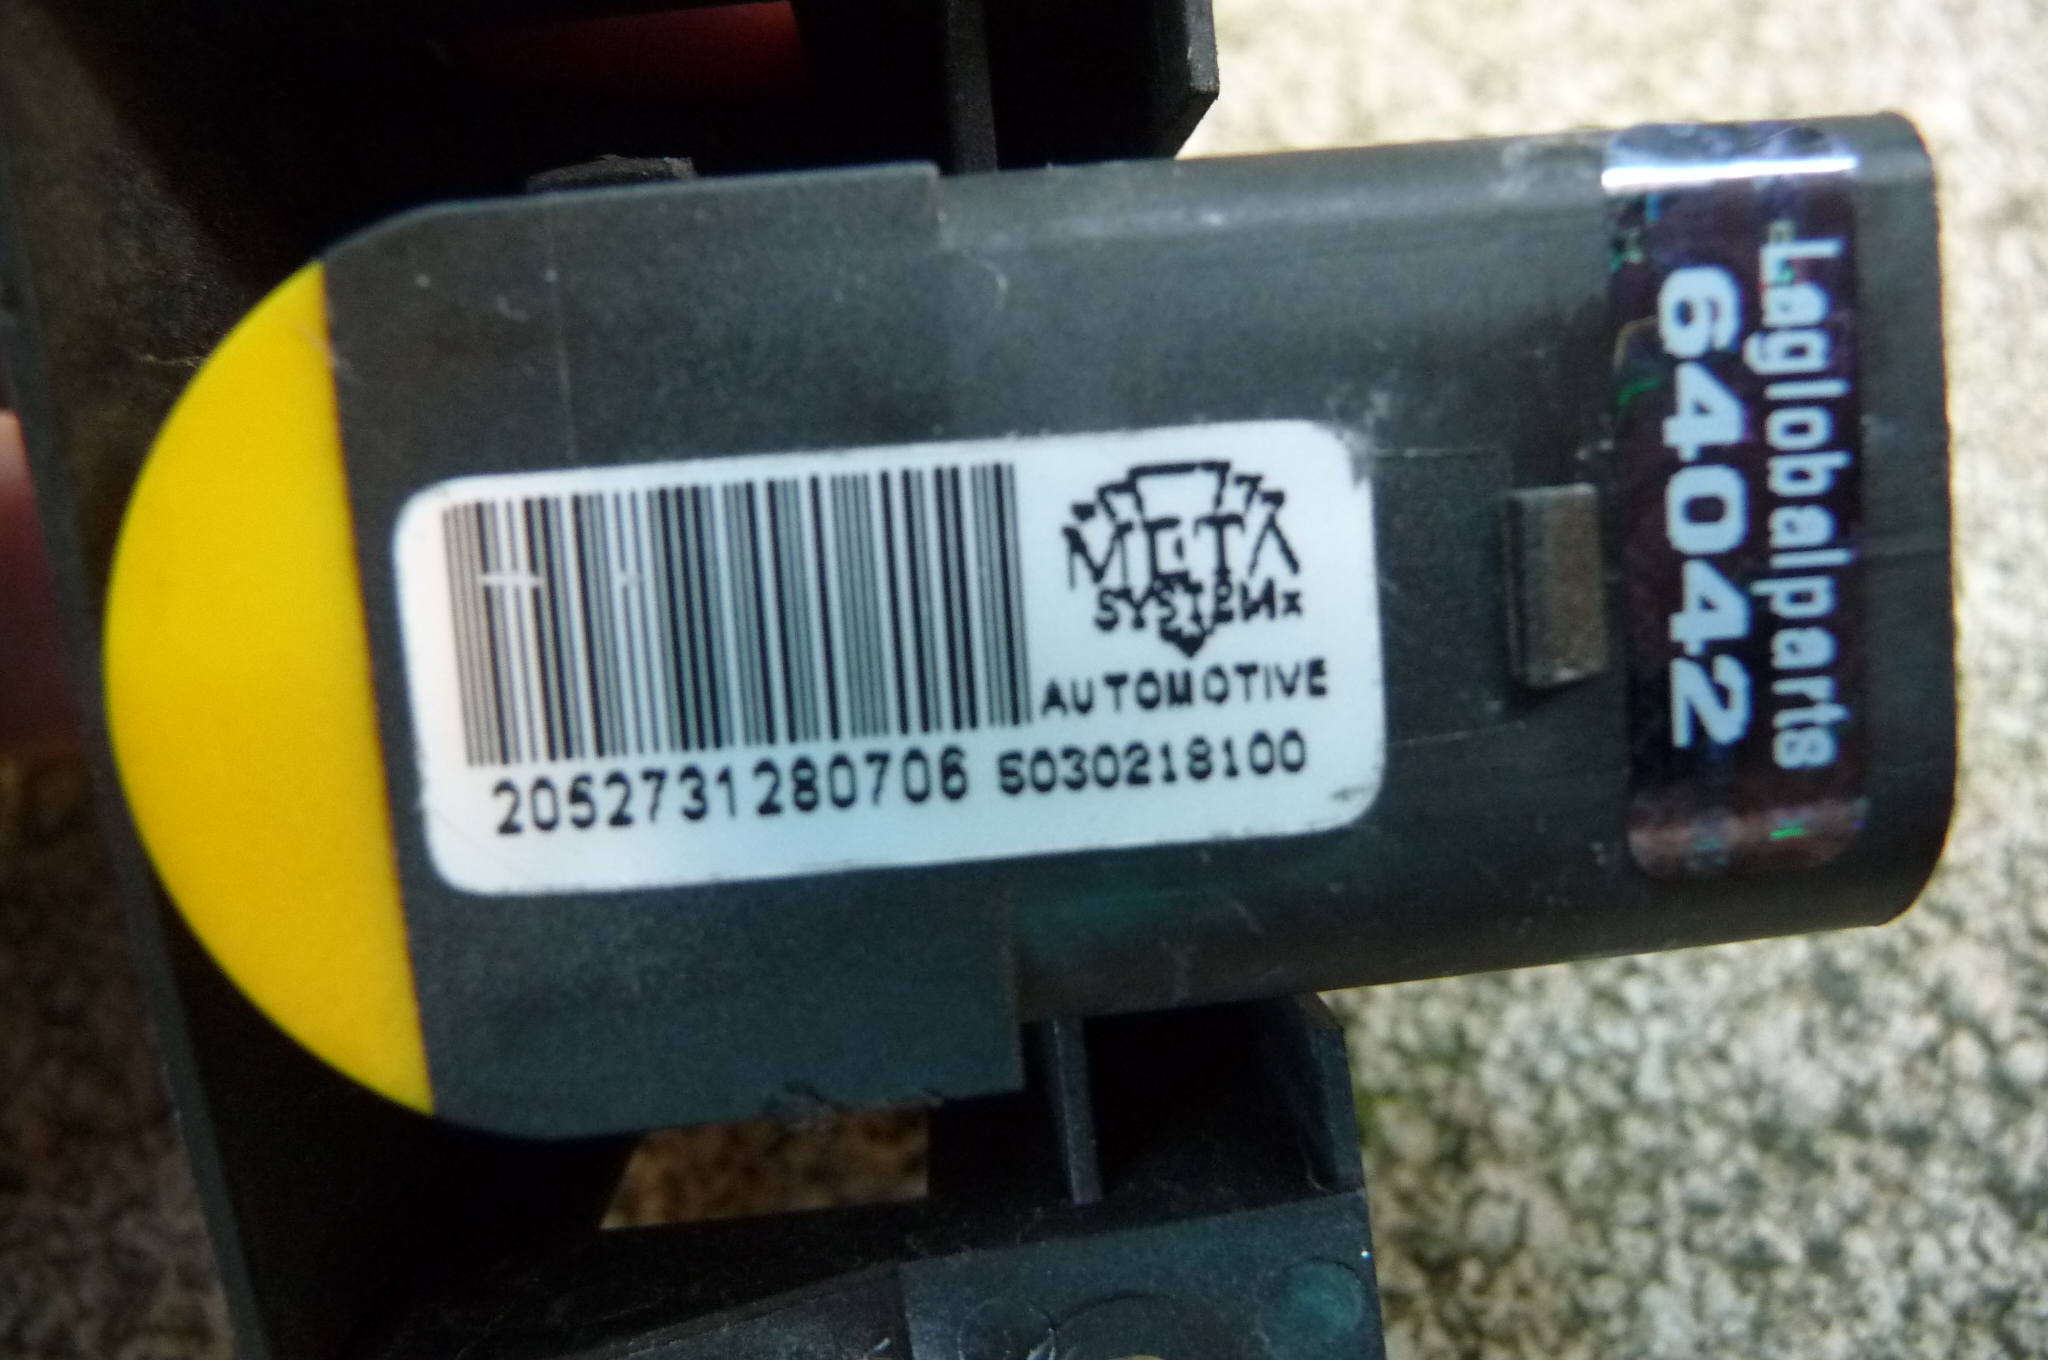 META
SYSTEM
AUTOMOTIVE
2052731280706 5030218100
Laglobalparts
64042